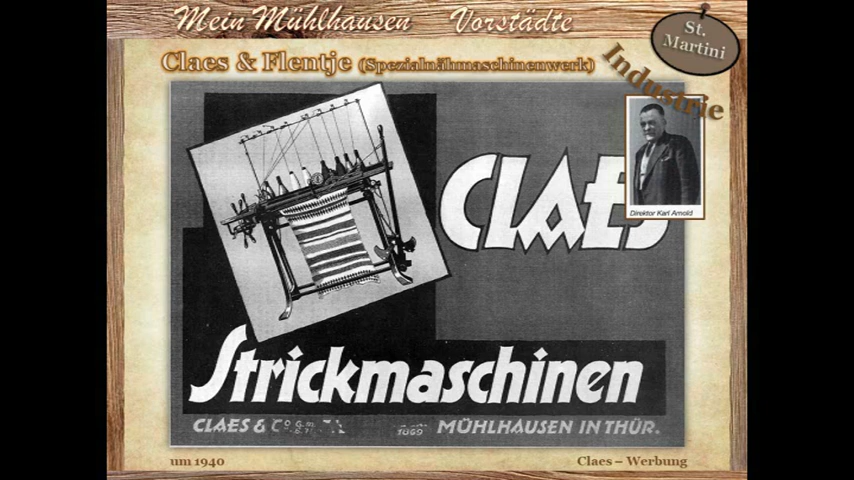 Mein Mühlhausen Vorstädte
St.
Martini
Claes & Flentje (Spezialnähmaschinenwerk)
Industrie
CLAES
Direktor Karl Arnold
Strickmaschinen
CLAES & Co G.m. 1869 MÜHLHAUSEN IN THÜR.
um 1940
Claes – Werbung